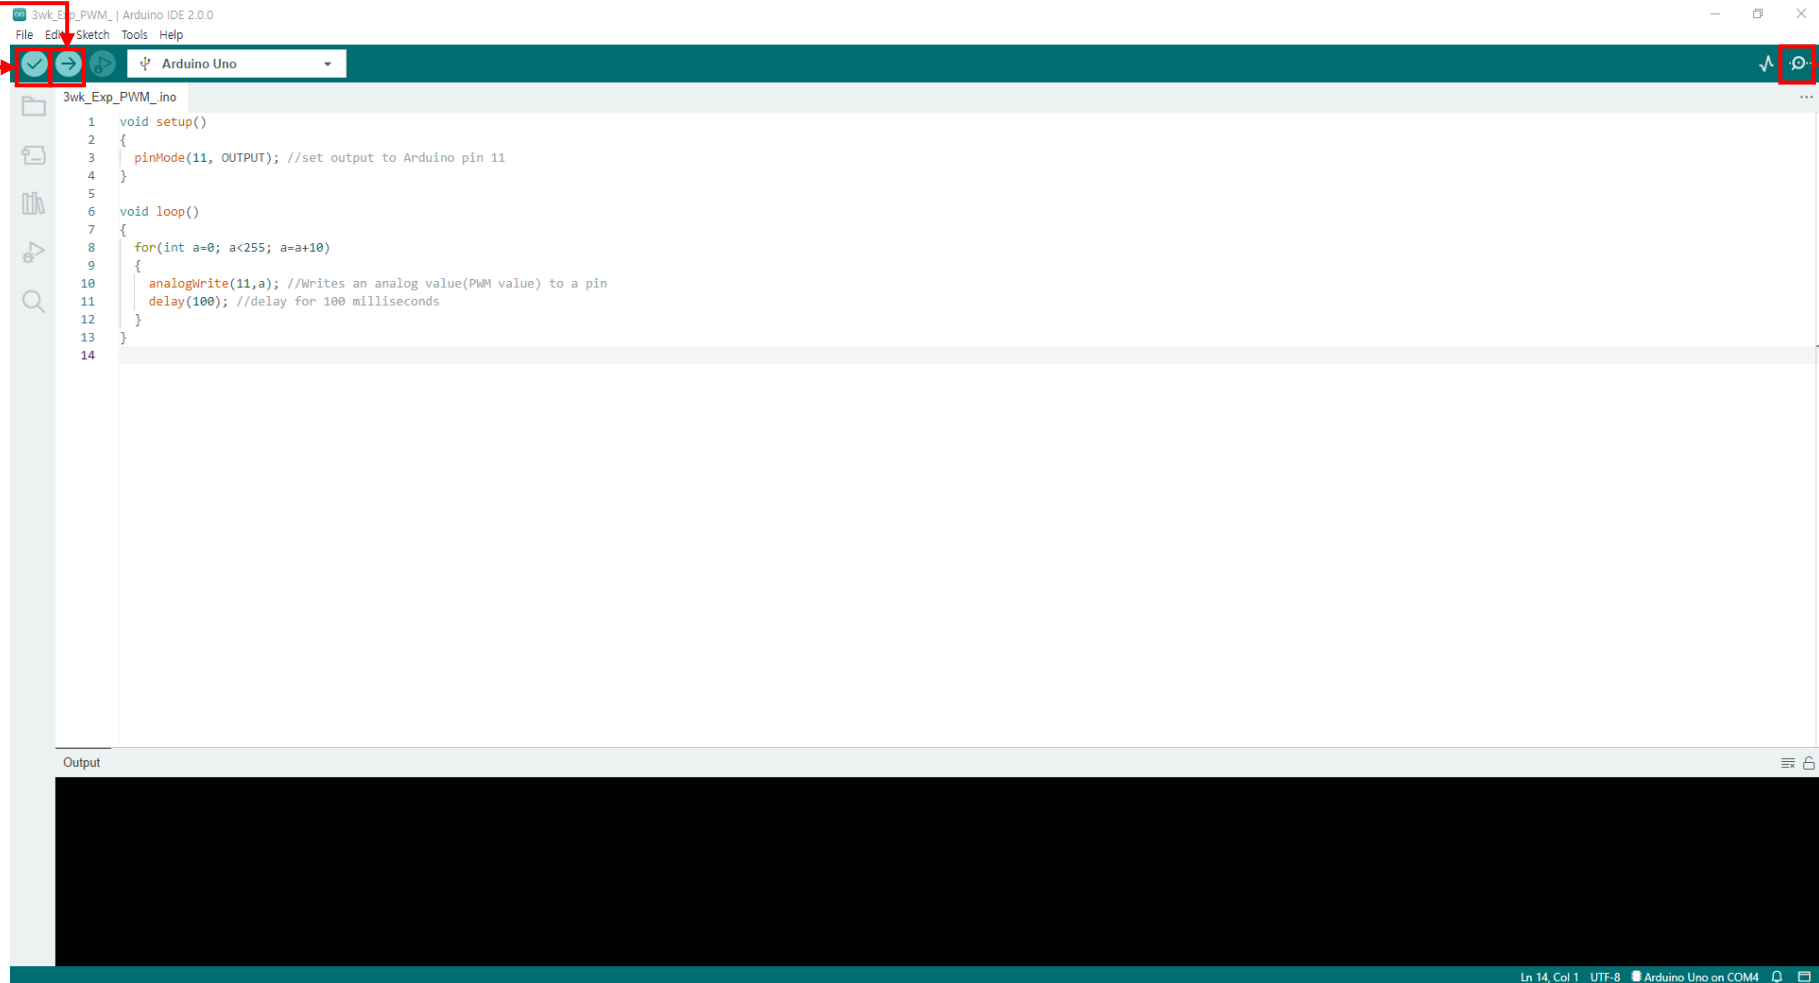 3wk_Exp_PWM_ | Arduino IDE 2.0.0
File Edit Sketch Tools Help
Arduino Uno
3wk_Exp_PWM_.ino
1 void setup()
2 {
3 pinMode(11, OUTPUT); //set output to Arduino pin 11
4 }
5
6 void loop()
7 {
8 for(int a=0; a<255; a=a+10)
9 {
10 analogWrite(11,a); //Writes an analog value(PWM value) to a pin
11 delay(100); //delay for 100 milliseconds
12 }
13 }
14
Output
Ln 14, Col 1 UTF-8 Arduino Uno on COM4